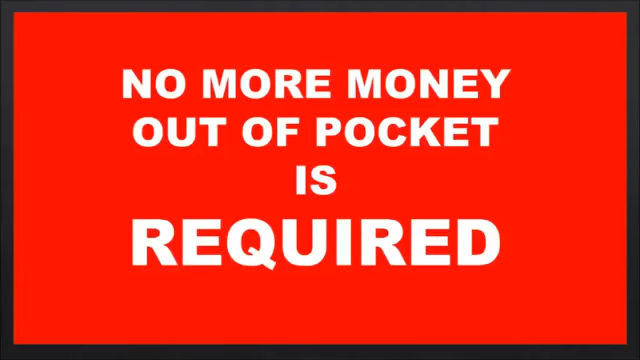 NO MORE MONEY
OUT OF POCKET
IS
REQUIRED